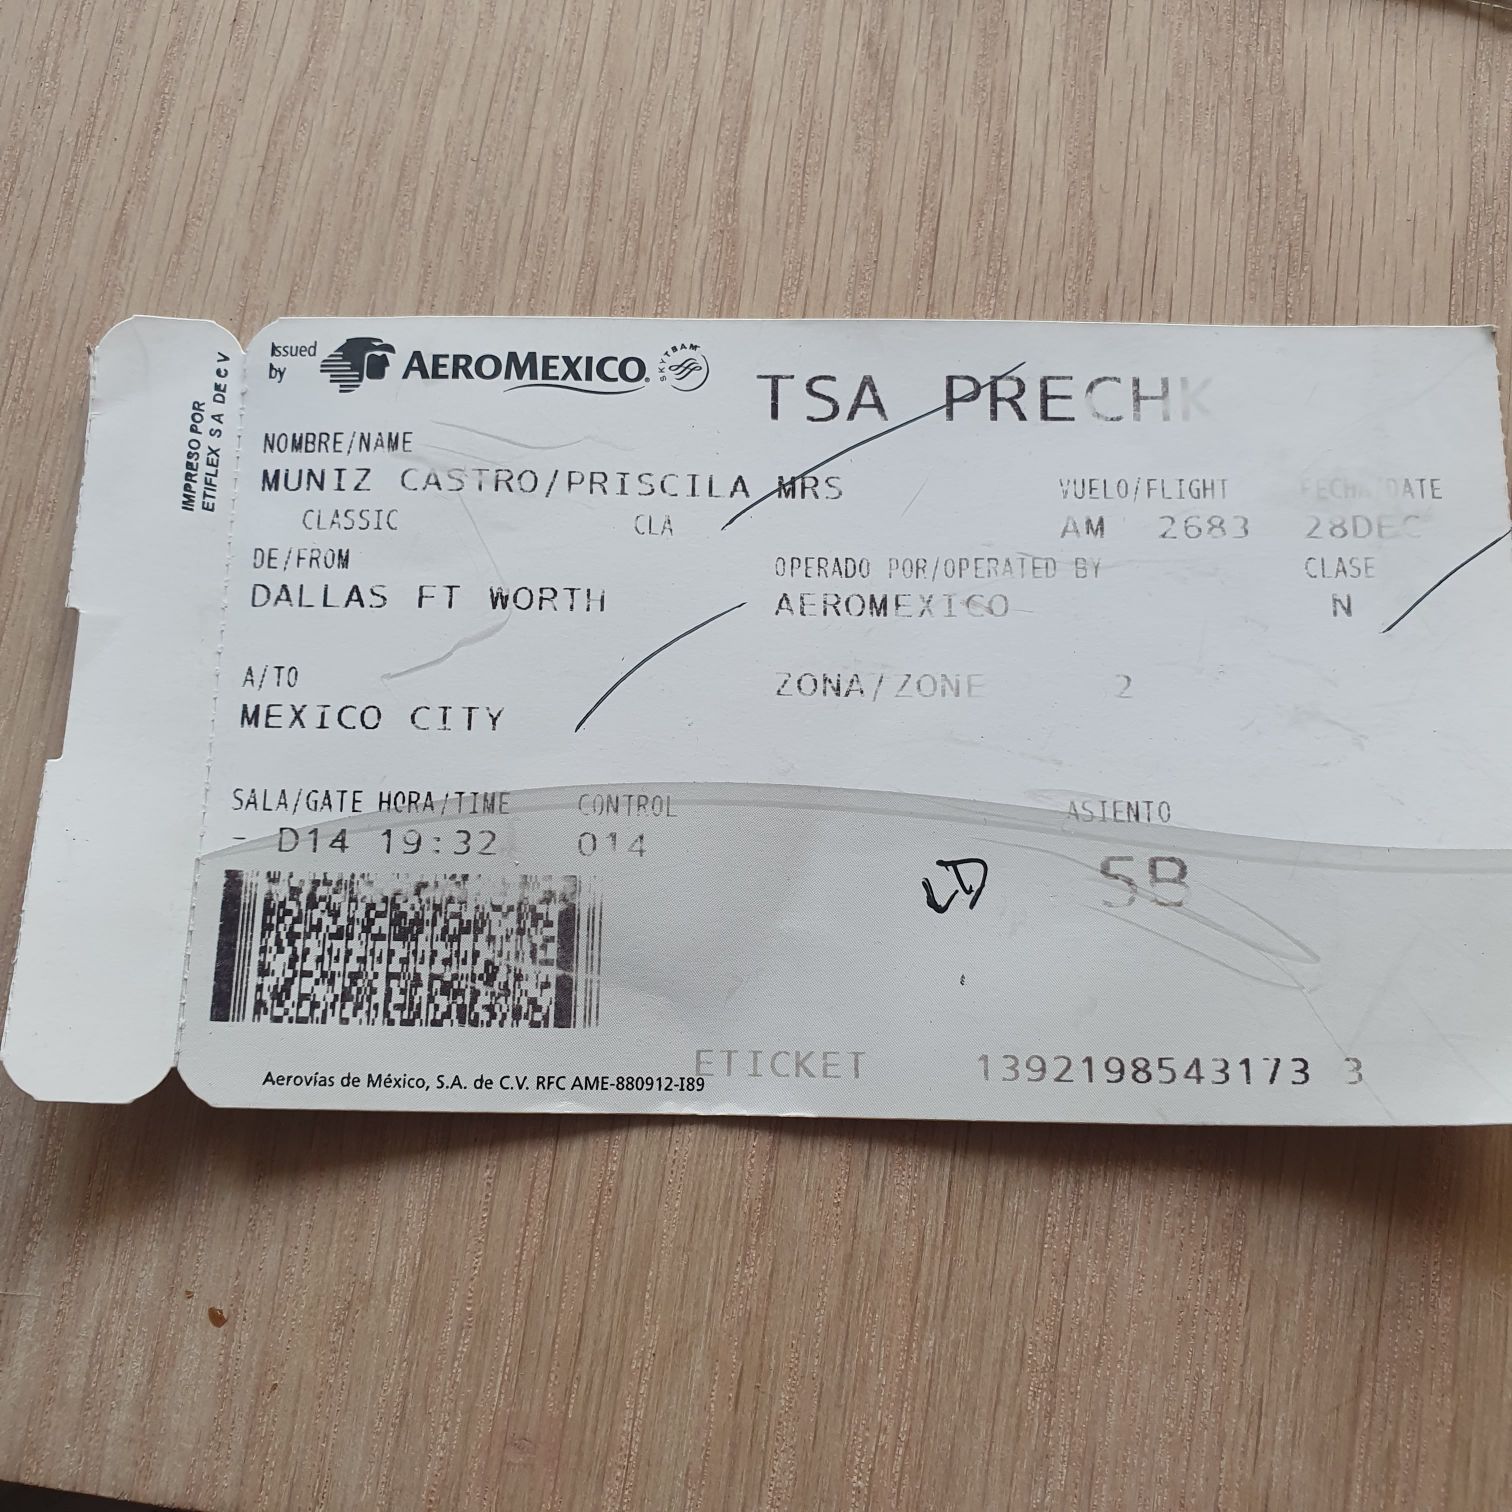 Issued by AEROMEXICO. SKYTEAM
TSA PRECHK
IMPRESO POR
ETIFLEX S A DE C V
NOMBRE/NAME
MUNIZ CASTRO/PRISCILA MRS
CLASSIC CLA
VUELO/FLIGHT FECHA/DATE
AM 2683 28DEC
DE/FROM
DALLAS FT WORTH
OPERADO POR/OPERATED BY CLASE
AEROMEXICO N
A/TO
MEXICO CITY
ZONA/ZONE 2
SALA/GATE HORA/TIME CONTROL ASIENTO
- D14 19:32 014
5B
ETICKET 1392198543173 3
Aerovías de México, S.A. de C.V. RFC AME-880912-I89